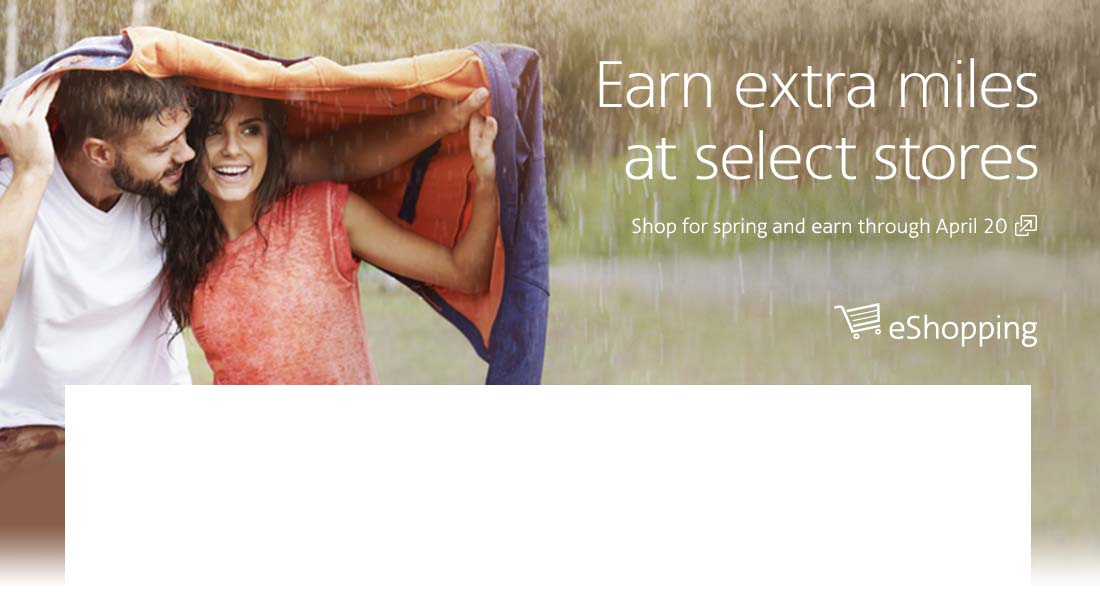 Earn extra miles
at select stores
Shop for spring and earn through April 20
eShopping